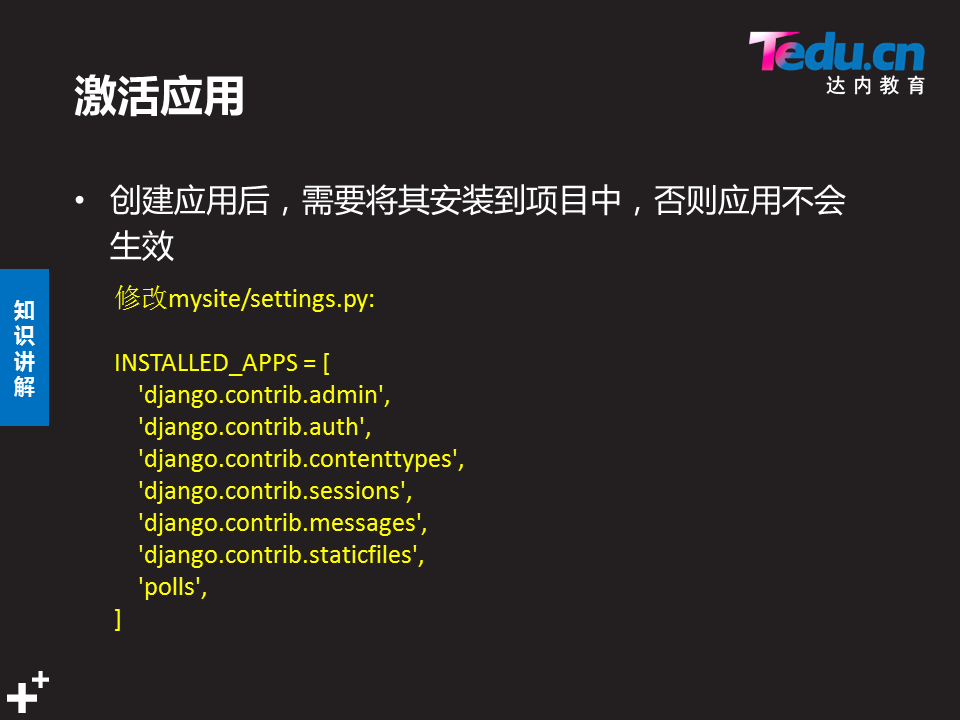 Tedu.cn
达内教育
激活应用
• 创建应用后，需要将其安装到项目中，否则应用不会
生效
知
识
讲
解
修改mysite/settings.py:
INSTALLED_APPS = [
    'django.contrib.admin',
    'django.contrib.auth',
    'django.contrib.contenttypes',
    'django.contrib.sessions',
    'django.contrib.messages',
    'django.contrib.staticfiles',
    'polls',
]